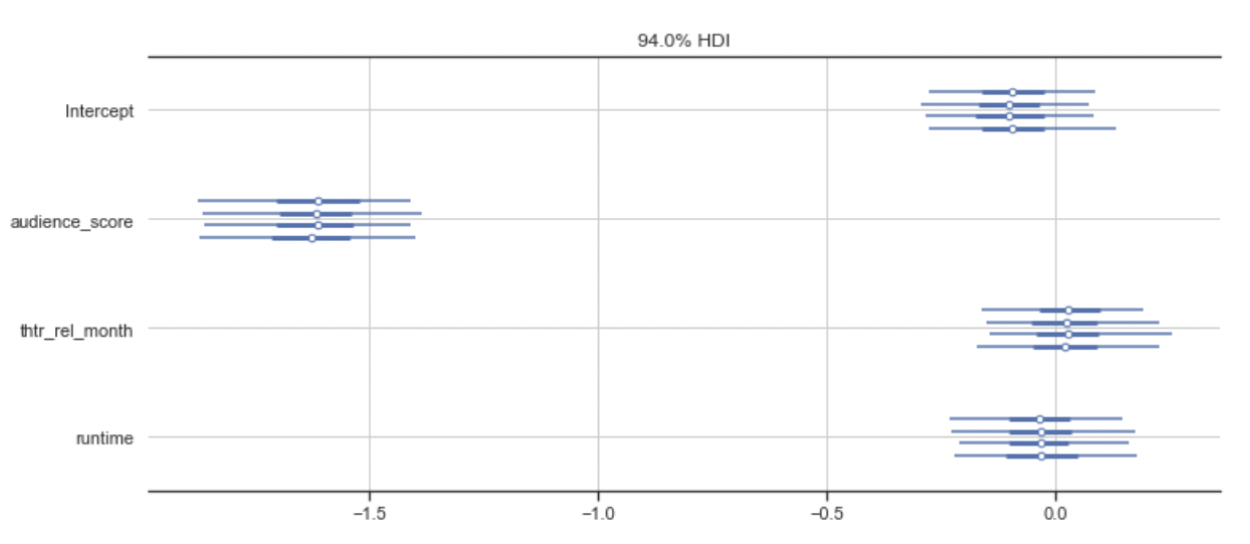 94.0% HDI
Intercept
audience_score
thtr_rel_month
runtime
−1.5 −1.0 −0.5 0.0